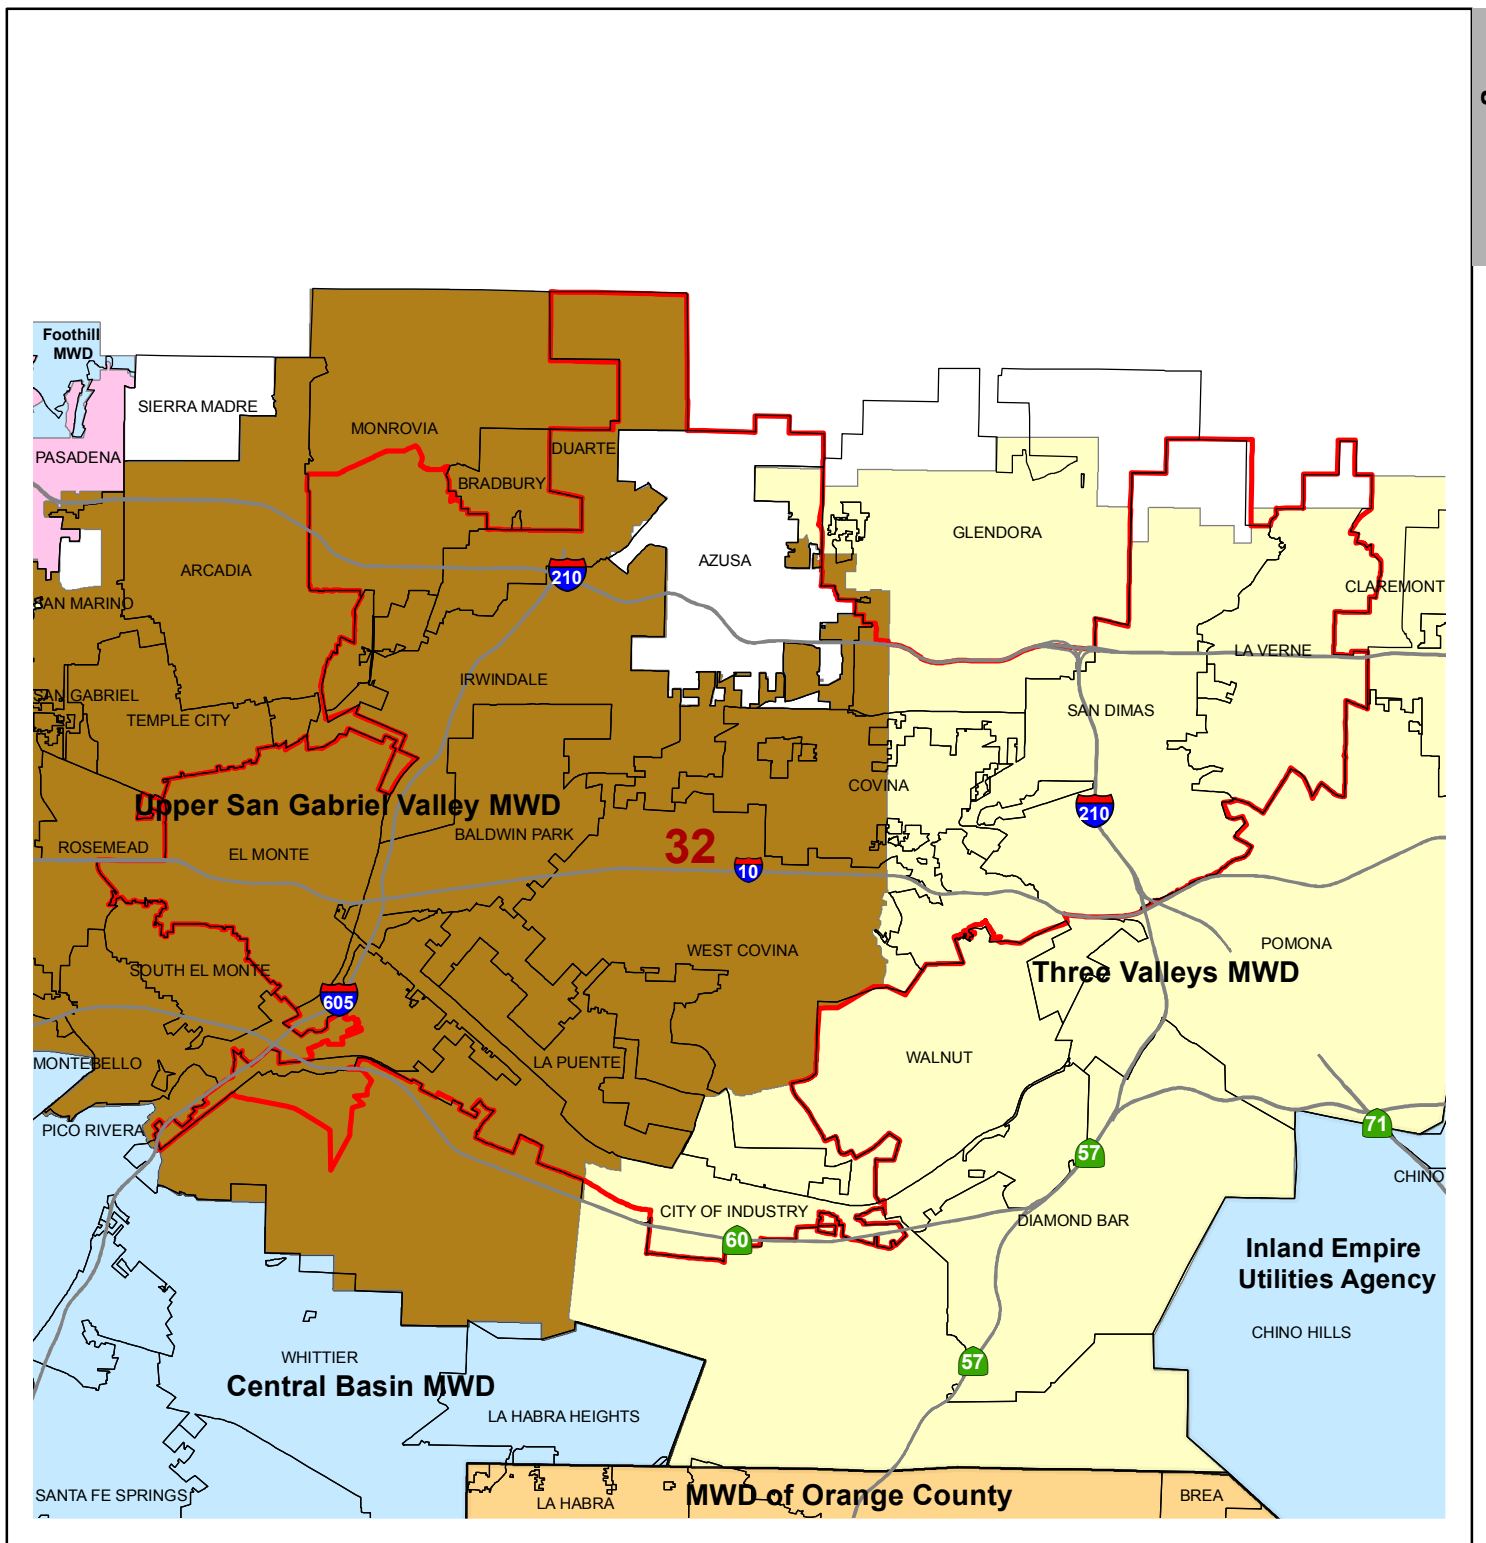 Foothill
MWD
SIERRA MADRE
MONROVIA
DUARTE
PASADENA
BRADBURY
GLENDORA
AZUSA
ARCADIA
210
CLAREMONT
SAN MARINO
LA VERNE
IRWINDALE
SAN GABRIEL
SAN DIMAS
TEMPLE CITY
COVINA
Upper San Gabriel Valley MWD
210
BALDWIN PARK
ROSEMEAD
EL MONTE
32
10
WEST COVINA
POMONA
SOUTH EL MONTE
Three Valleys MWD
605
MONTEBELLO
LA PUENTE
WALNUT
PICO RIVERA
71
57
CHINO
CITY OF INDUSTRY
DIAMOND BAR
60
Inland Empire
Utilities Agency
CHINO HILLS
WHITTIER
57
Central Basin MWD
LA HABRA HEIGHTS
SANTA FE SPRINGS
LA HABRA
MWD of Orange County
BREA